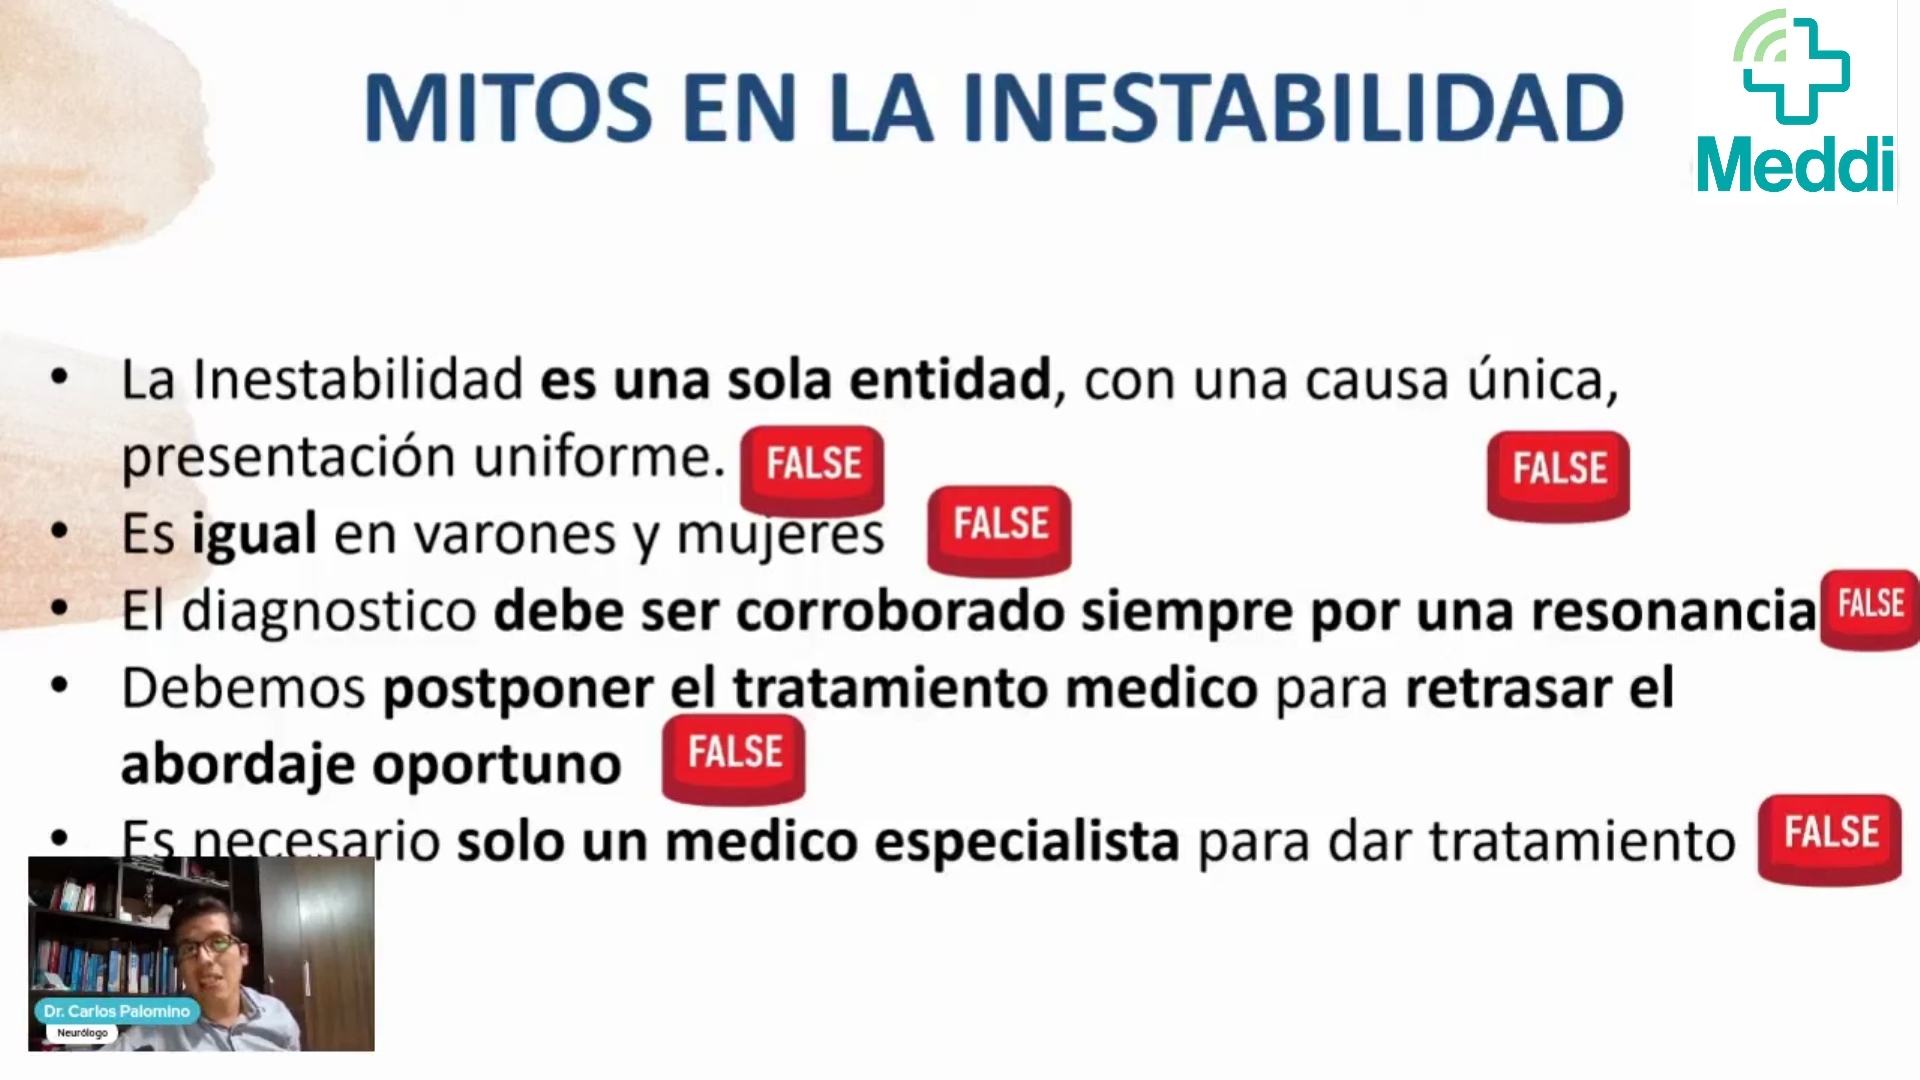 MITOS EN LA INESTABILIDAD
Meddi
• La Inestabilidad es una sola entidad, con una causa única,
presentación uniforme. FALSE FALSE
• Es igual en varones y mujeres FALSE
• El diagnostico debe ser corroborado siempre por una resonancia FALSE
• Debemos postponer el tratamiento medico para retrasar el
abordaje oportuno FALSE
• Es necesario solo un medico especialista para dar tratamiento FALSE
Dr. Carlos Palomino
Neurólogo